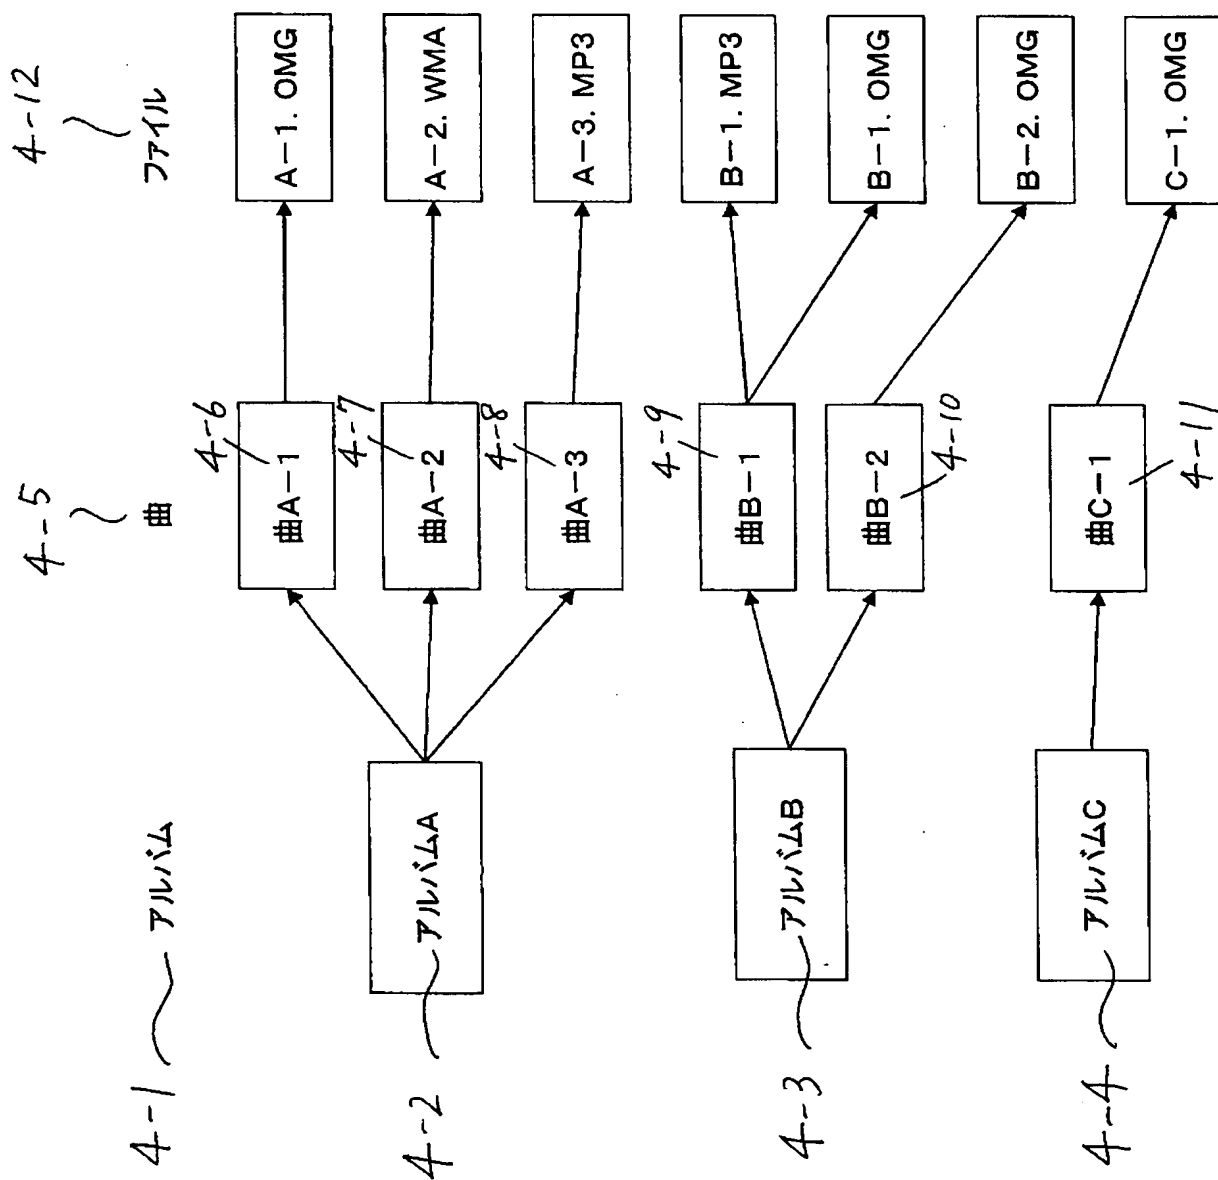 4-1 アルバム
4-5 曲
4-12 ファイル
4-2 アルバムA
4-6 曲A−1
A−1. OMG
4-7 曲A−2
A−2. WMA
4-8 曲A−3
A−3. MP3
4-3 アルバムB
4-9 曲B−1
B−1. MP3
B−1. OMG
4-10 曲B−2
B−2. OMG
4-4 アルバムC
4-11 曲C−1
C−1. OMG